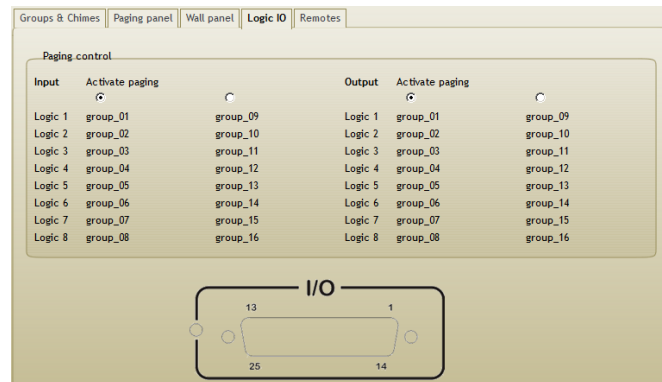 Groups & Chimes Paging panel Wall panel Logic IO Remotes
Paging control
Input Activate paging Output Activate paging
Logic 1 group_01 group_09 Logic 1 group_01 group_09
Logic 2 group_02 group_10 Logic 2 group_02 group_10
Logic 3 group_03 group_11 Logic 3 group_03 group_11
Logic 4 group_04 group_12 Logic 4 group_04 group_12
Logic 5 group_05 group_13 Logic 5 group_05 group_13
Logic 6 group_06 group_14 Logic 6 group_06 group_14
Logic 7 group_07 group_15 Logic 7 group_07 group_15
Logic 8 group_08 group_16 Logic 8 group_08 group_16
I/O
13 1
25 14